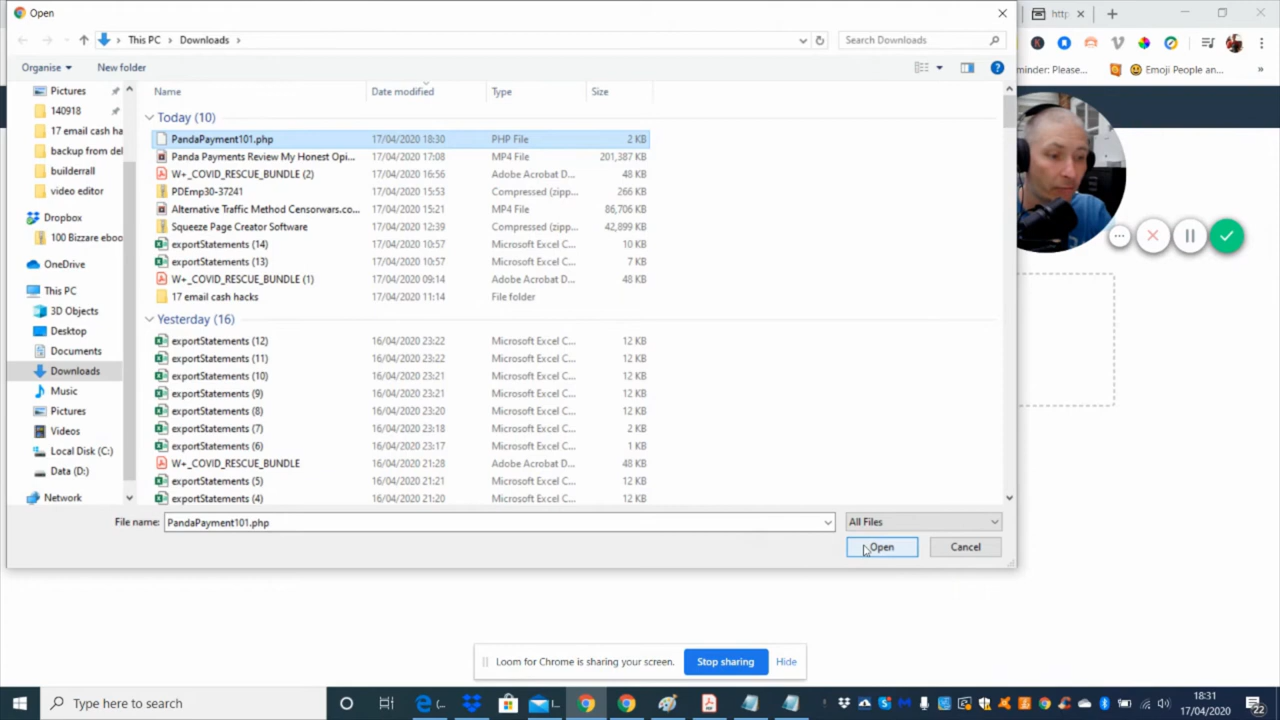 Open
This PC > Downloads >
Search Downloads
http
Organise
New folder
minder: Please...
Emoji People an...
»
Pictures
140918
17 email cash ha
backup from del
builderrall
video editor
Dropbox
100 Bizzare eboo
OneDrive
This PC
3D Objects
Desktop
Documents
Downloads
Music
Pictures
Videos
Local Disk (C:)
Data (D:)
Network
Name Date modified Type Size
Today (10)
PandaPayment101.php 17/04/2020 18:30 PHP File 2 KB
Panda Payments Review My Honest Opi... 17/04/2020 17:08 MP4 File 201,387 KB
W+_COVID_RESCUE_BUNDLE (2) 17/04/2020 16:56 Adobe Acrobat D... 48 KB
PDEmp30-37241 17/04/2020 15:53 Compressed (zipp... 266 KB
Alternative Traffic Method Censorwars.co... 17/04/2020 15:21 MP4 File 86,706 KB
Squeeze Page Creator Software 17/04/2020 12:39 Compressed (zipp... 42,899 KB
exportStatements (14) 17/04/2020 10:57 Microsoft Excel C... 10 KB
exportStatements (13) 17/04/2020 10:57 Microsoft Excel C... 7 KB
W+_COVID_RESCUE_BUNDLE (1) 17/04/2020 09:14 Adobe Acrobat D... 48 KB
17 email cash hacks 17/04/2020 11:14 File folder
Yesterday (16)
exportStatements (12) 16/04/2020 23:22 Microsoft Excel C... 12 KB
exportStatements (11) 16/04/2020 23:22 Microsoft Excel C... 12 KB
exportStatements (10) 16/04/2020 23:21 Microsoft Excel C... 12 KB
exportStatements (9) 16/04/2020 23:21 Microsoft Excel C... 12 KB
exportStatements (8) 16/04/2020 23:20 Microsoft Excel C... 12 KB
exportStatements (7) 16/04/2020 23:18 Microsoft Excel C... 2 KB
exportStatements (6) 16/04/2020 23:17 Microsoft Excel C... 1 KB
W+_COVID_RESCUE_BUNDLE 16/04/2020 21:28 Adobe Acrobat D... 48 KB
exportStatements (5) 16/04/2020 21:21 Microsoft Excel C... 12 KB
exportStatements (4) 16/04/2020 21:20 Microsoft Excel C... 12 KB
File name: PandaPayment101.php
All Files
Open
Cancel
Loom for Chrome is sharing your screen.
Stop sharing
Hide
Type here to search
18:31
17/04/2020
22